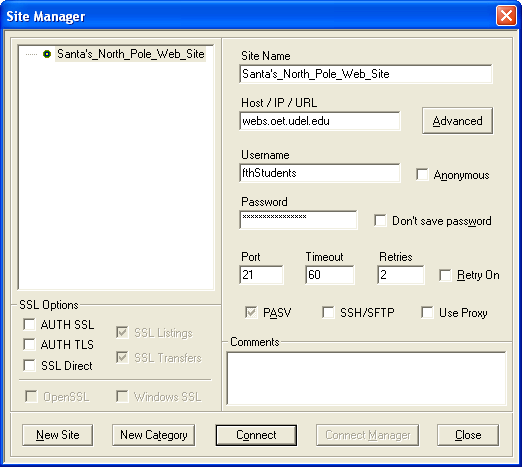 Site Manager
Santa's_North_Pole_Web_Site
Site Name
Santa's_North_Pole_Web_Site
Host / IP / URL
webs.oet.udel.edu
Advanced
Username
fthStudents
Anonymous
Password
xxxxxxxxxxxxxxx
Don't save password
Port
Timeout
Retries
21
60
2
Retry On
PASV
SSH/SFTP
Use Proxy
SSL Options
AUTH SSL
AUTH TLS
SSL Direct
SSL Listings
SSL Transfers
OpenSSL
Windows SSL
Comments
New Site
New Category
Connect
Connect Manager
Close